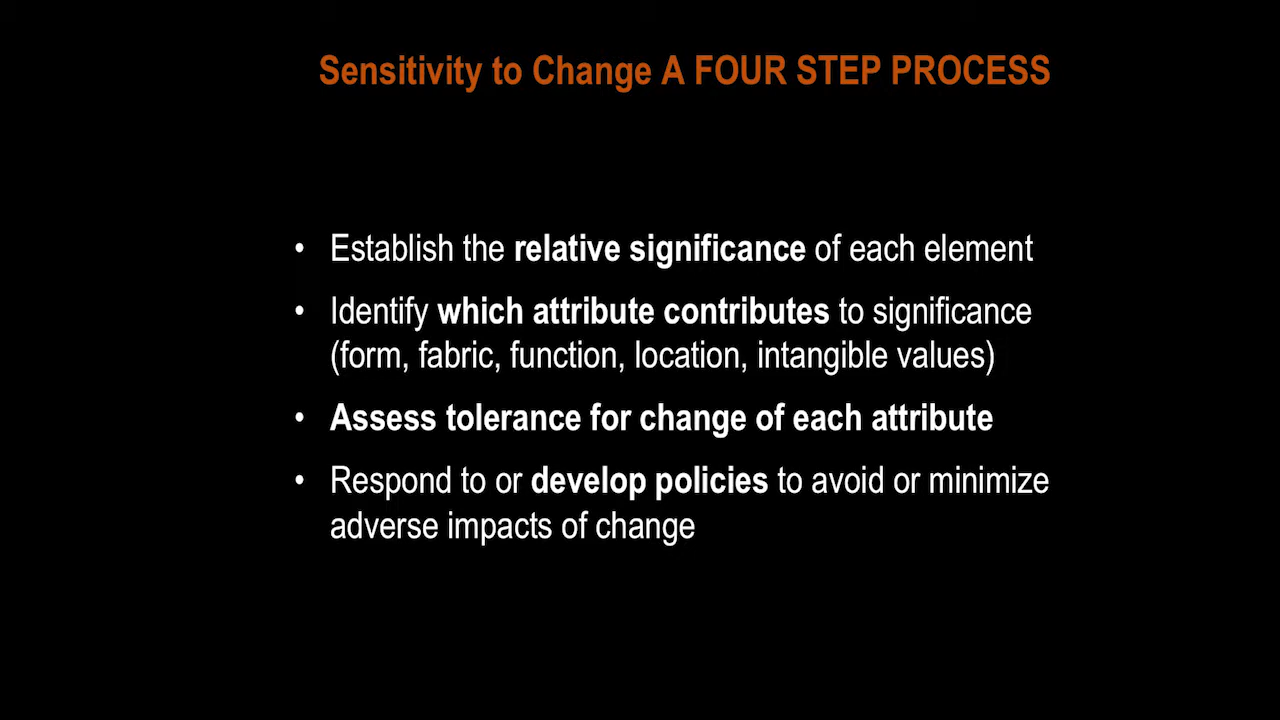 Sensitivity to Change A FOUR STEP PROCESS
• Establish the relative significance of each element
• Identify which attribute contributes to significance
(form, fabric, function, location, intangible values)
• Assess tolerance for change of each attribute
• Respond to or develop policies to avoid or minimize
adverse impacts of change